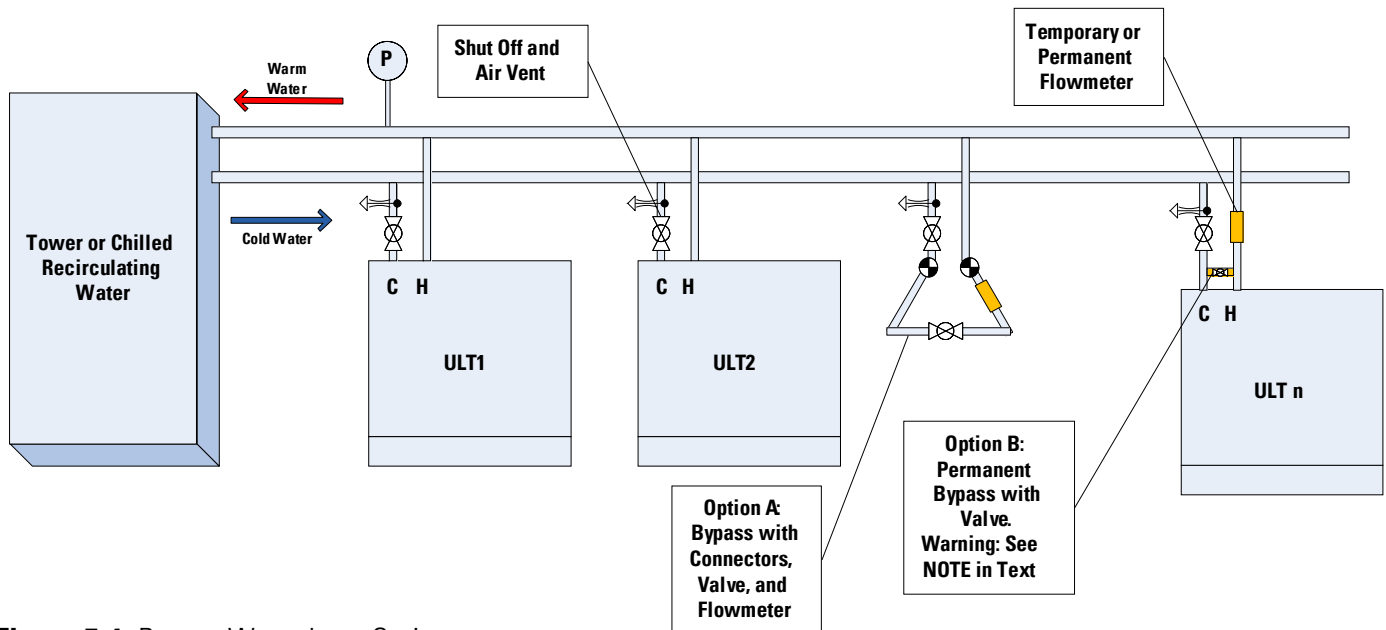 P
Warm
Water
Shut Off and
Air Vent
Temporary or
Permanent
Flowmeter
Tower or Chilled
Recirculating
Water
Cold Water
C H
ULT1
C H
ULT2
C H
ULT n
Option A:
Bypass with
Connectors,
Valve, and
Flowmeter
Option B:
Permanent
Bypass with
Valve.
Warning: See
NOTE in Text